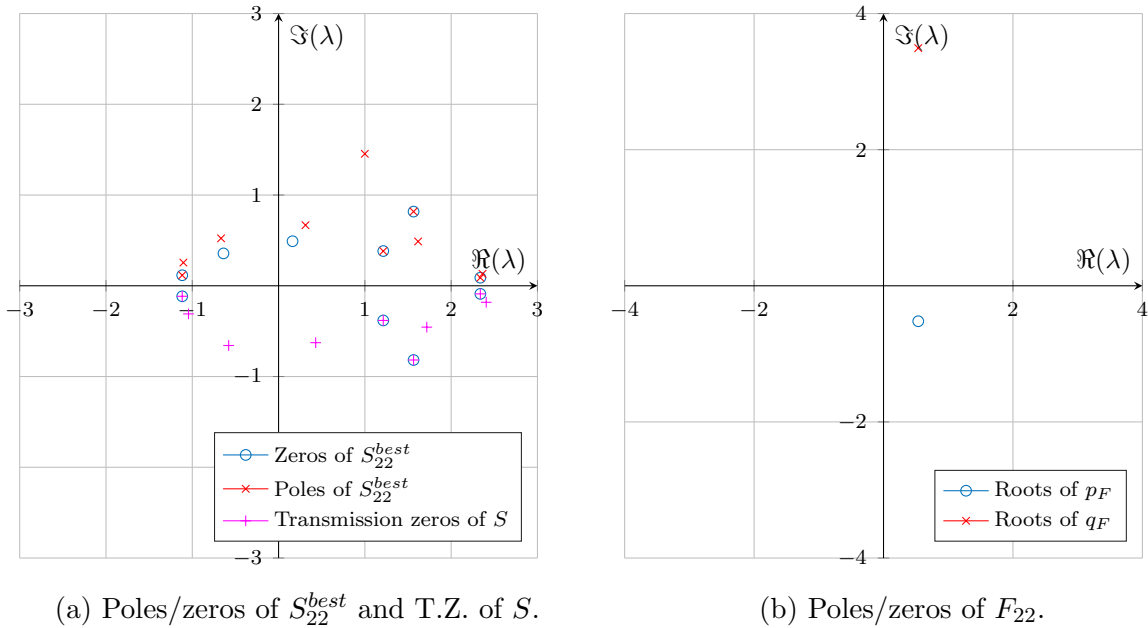 3
2
1
−1
−3
−3
−1
1
2
3
ℑ(λ)
ℜ(λ)
Zeros of S_{22}^{best}
Poles of S_{22}^{best}
Transmission zeros of S
(a) Poles/zeros of S_{22}^{best} and T.Z. of S.
4
2
−2
−4
−4
−2
2
4
ℑ(λ)
ℜ(λ)
Roots of p_F
Roots of q_F
(b) Poles/zeros of F_{22}.